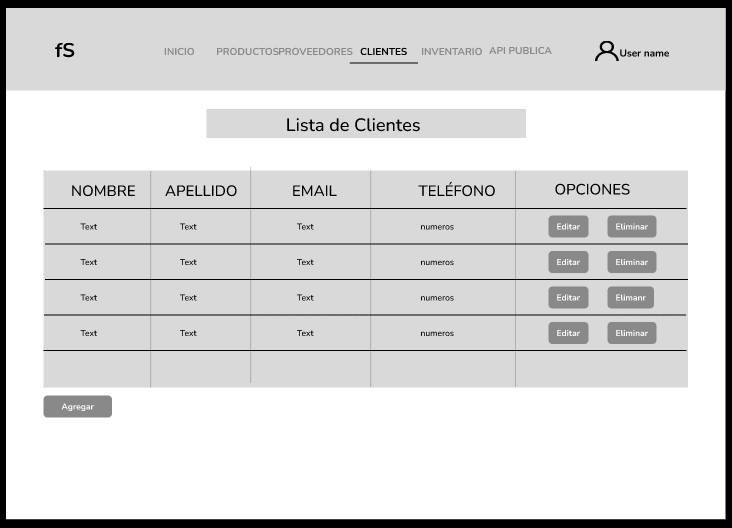 fS
INICIO PRODUCTOS PROVEEDORES CLIENTES INVENTARIO API PUBLICA User name
Lista de Clientes
NOMBRE APELLIDO EMAIL TELÉFONO OPCIONES
Text Text Text numeros Editar Eliminar
Text Text Text numeros Editar Eliminar
Text Text Text numeros Editar Elimanr
Text Text Text numeros Editar Eliminar
Agregar